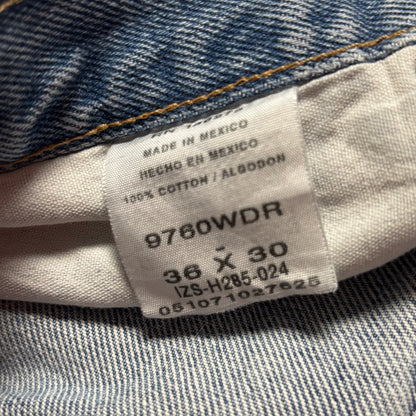 MADE IN MEXICO
HECHO EN MEXICO
100% COTTON / ALGODON
9760WDR
36 X 30
IZS-H285-024
051071027625